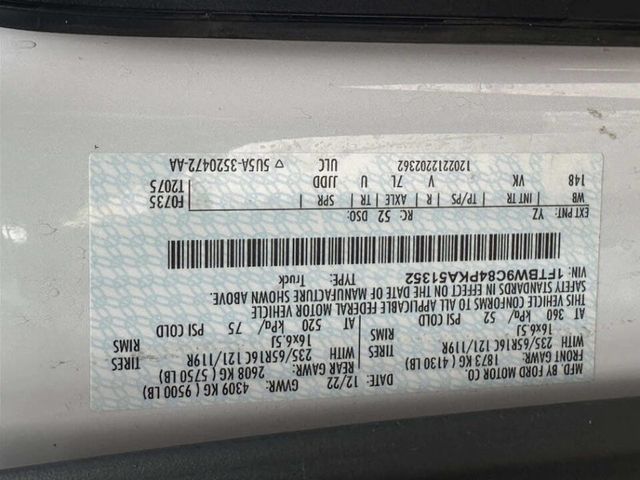 MFD. BY FORD MOTOR CO.
DATE: 12/22 GVWR: 4309 KG ( 9500 LB)
FRONT GAWR: 1873 KG ( 4130 LB) REAR GAWR: 2608 KG ( 5750 LB)
WITH 235/65R16C 121/119R TIRES WITH 235/65R16C 121/119R TIRES
16x6.5J RIMS 16x6.5J RIMS
AT 360 kPa/ 52 PSI COLD AT 520 kPa/ 75 PSI COLD
THIS VEHICLE CONFORMS TO ALL APPLICABLE FEDERAL MOTOR VEHICLE
SAFETY STANDARDS IN EFFECT ON THE DATE OF MANUFACTURE SHOWN ABOVE.
VIN: 1FTBW9C84PKA51352 TYPE: Truck
EXT PNT: YZ RC: 52 DSO: F0735
WB INT TR TP/PS R AXLE TR SPR 12075
148 VK V 7L U JJDD
1202212202362 ULC 5U5A-3520472-AA